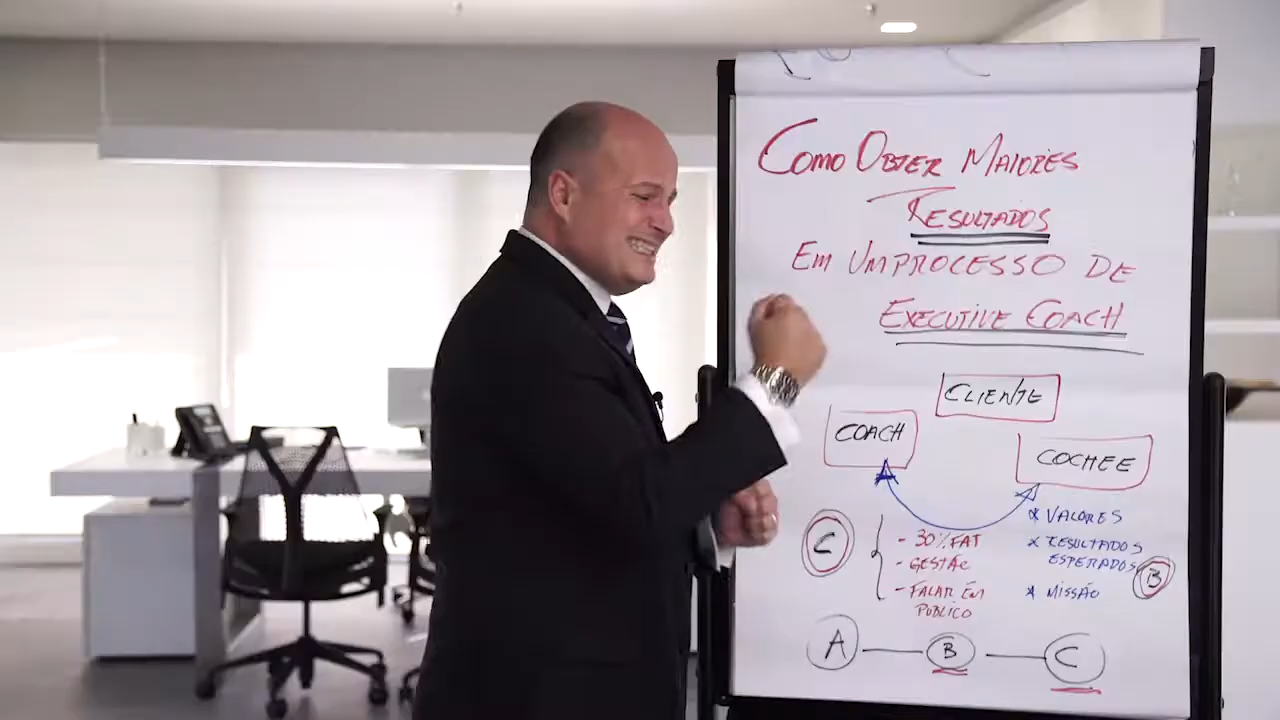 COMO OBTER MAIORES
RESULTADOS
EM UM PROCESSO DE
EXECUTIVE COACH
CLIENTE
COACH
COCHEE
* VALORES
* RESULTADOS
ESPERADOS
B
* MISSÃO
C
- 30% FAT
- GESTÃO
- FALAR EM
PÚBLICO
A
B
C